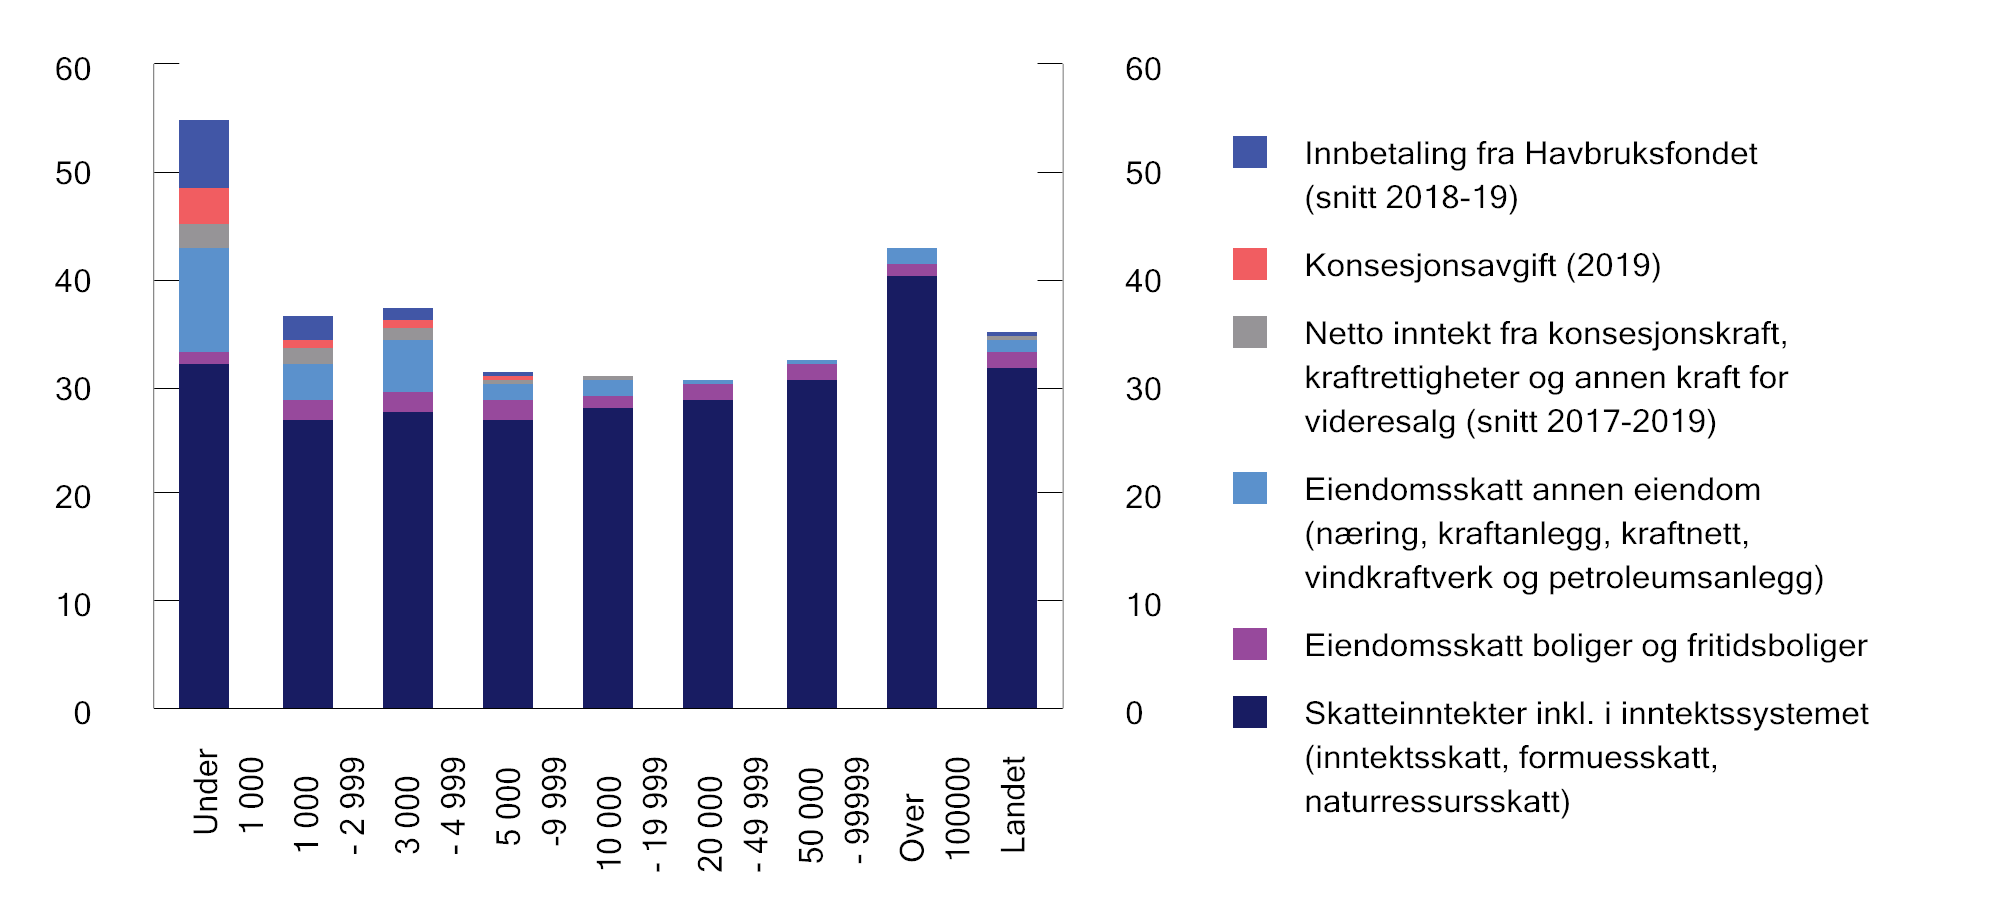 60
50
40
30
20
10
0
Under
1 000
1 000
- 2 999
3 000
- 4 999
5 000
-9 999
10 000
- 19 999
20 000
- 49 999
50 000
- 99999
Over
100000
Landet
60
50
40
30
20
10
0
Innbetaling fra Havbruksfondet
(snitt 2018-19)
Konsesjonsavgift (2019)
Netto inntekt fra konsesjonskraft,
kraftrettigheter og annen kraft for
videresalg (snitt 2017-2019)
Eiendomsskatt annen eiendom
(næring, kraftanlegg, kraftnett,
vindkraftverk og petroleumsanlegg)
Eiendomsskatt boliger og fritidsboliger
Skatteinntekter inkl. i inntektssystemet
(inntektsskatt, formuesskatt,
naturressursskatt)